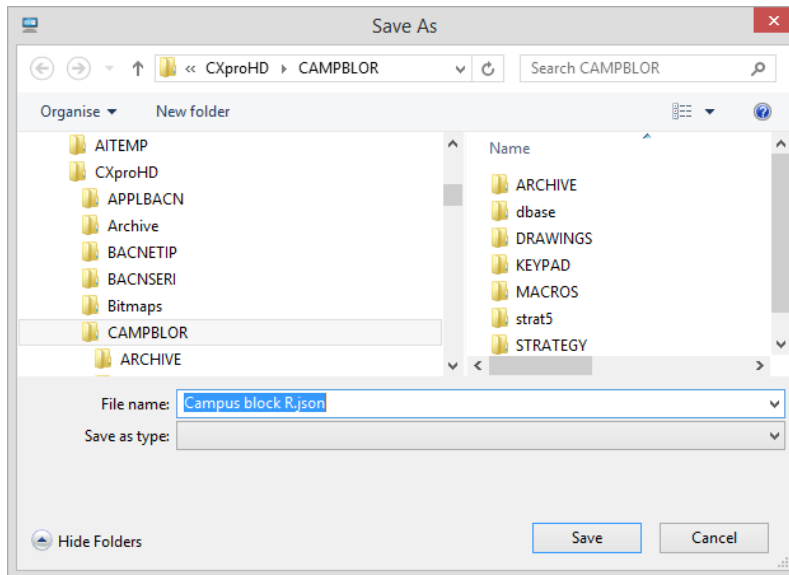 Save As
« CXproHD CAMPBLOR
Search CAMPBLOR
Organise New folder
AITEMP
CXproHD
APPLBACN
Archive
BACNETIP
BACNSERI
Bitmaps
CAMPBLOR
ARCHIVE
Name
ARCHIVE
dbase
DRAWINGS
KEYPAD
MACROS
strat5
STRATEGY
File name: Campus block R.json
Save as type:
Hide Folders
Save Cancel